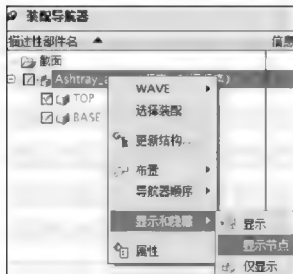 装配导航器
描述性部件名 信息
截面
Ashtray_a
TOP
BASE
WAVE
选择装配
更新结构...
布置
导航器顺序
显示和隐藏
属性
显示
显示节点
仅显示